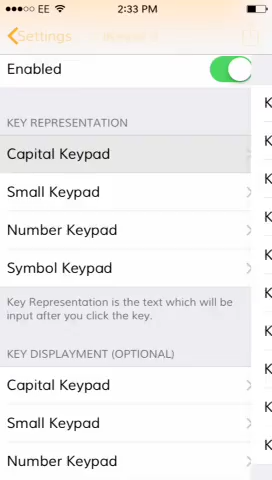 EE 2:33 PM
Settings
Enabled
KEY REPRESENTATION
Capital Keypad
K
Small Keypad
K
Number Keypad
K
Symbol Keypad
K
Key Representation is the text which will be
input after you click the key.
KEY DISPLAYMENT (OPTIONAL)
Capital Keypad
K
Small Keypad
K
Number Keypad
K